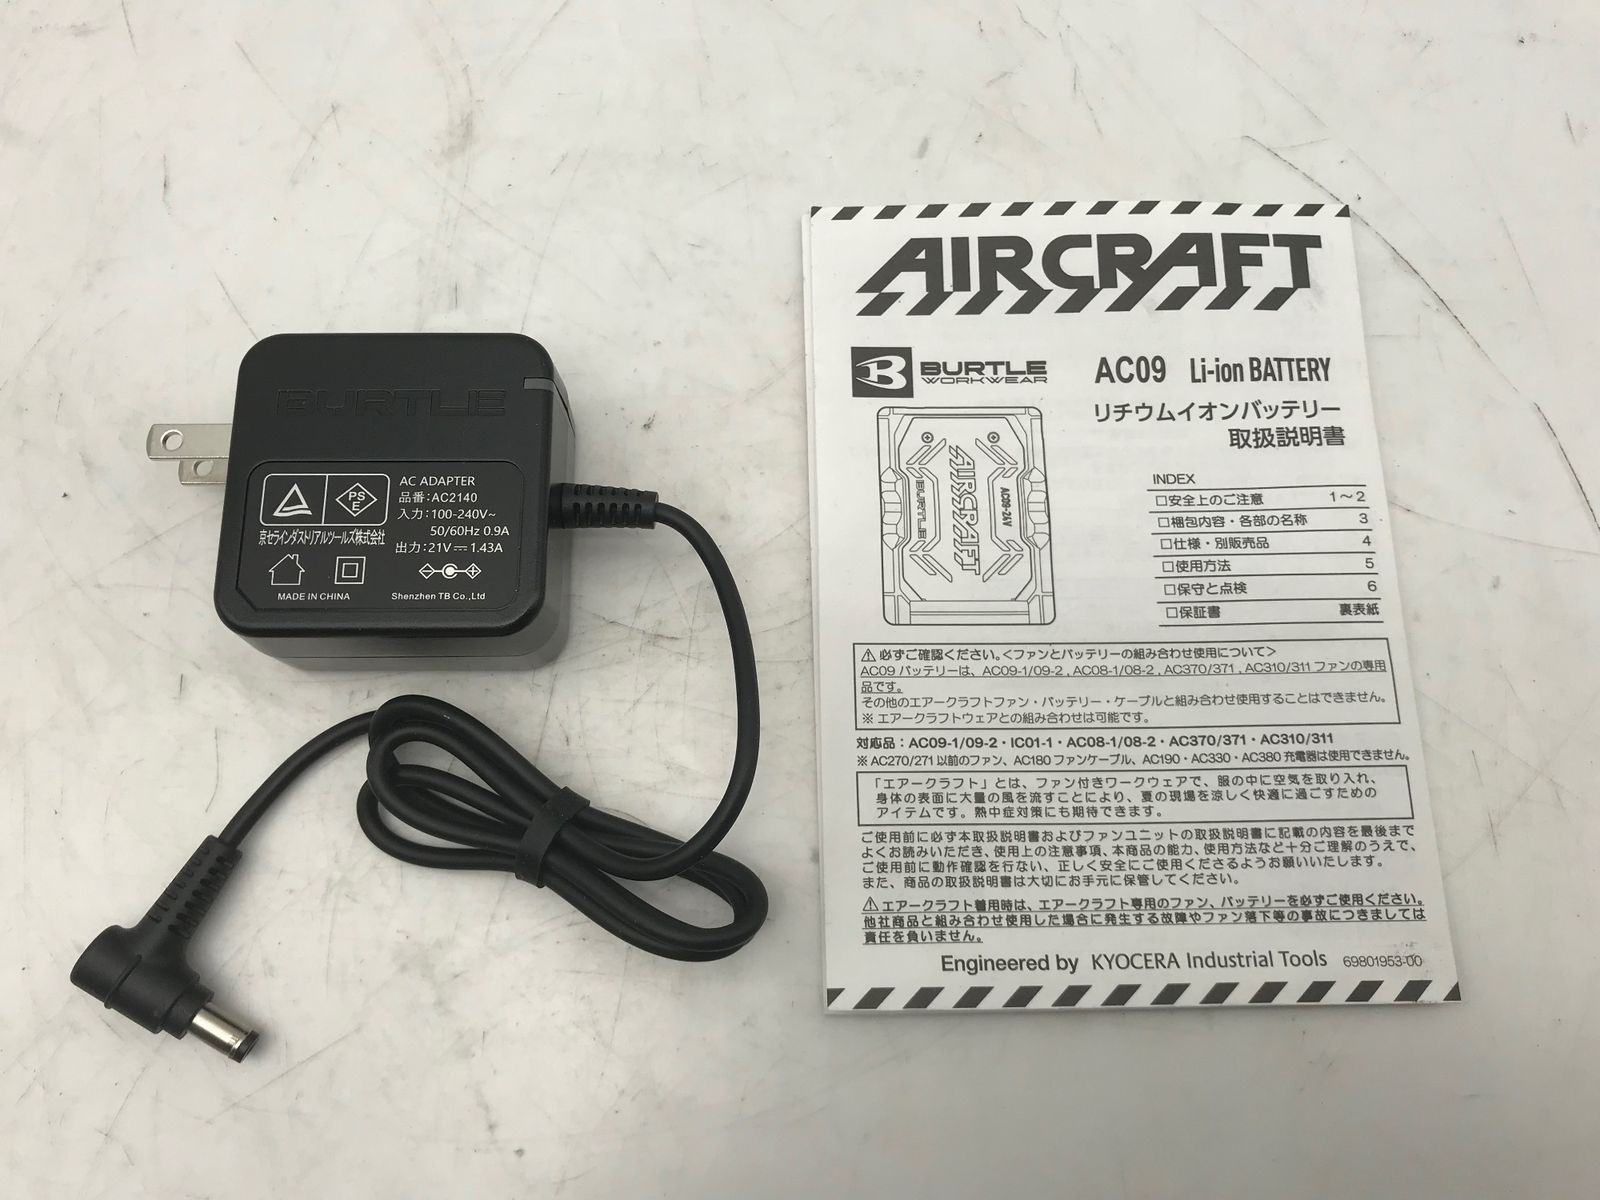 BURTLE
PS
E
AC ADAPTER
品番：AC2140
入力：100-240V~
50/60Hz 0.9A
出力：21V⎓1.43A
京セラインダストリアルツールズ株式会社
MADE IN CHINA
Shenzhen TB Co.,Ltd
AIRCRAFT
BURTLE
WORKWEAR
AC09 Li-ion BATTERY
リチウムイオンバッテリー
取扱説明書
AIRCRAFT
BURTLE
AC09-24V
INDEX
□安全上のご注意 1～2
□梱包内容・各部の名称 3
□仕様・別販売品 4
□使用方法 5
□保守と点検 6
□保証書 裏表紙
⚠必ずご確認ください。<ファンとバッテリーの組み合わせ使用について>
AC09 バッテリーは、AC09-1/09-2 , AC08-1/08-2 , AC370/371 , AC310/311 ファンの専用
品です。
その他のエアークラフトファン・バッテリー・ケーブルと組み合わせ使用することはできません。
※ エアークラフトウェアとの組み合わせは可能です。
対応品：AC09-1/09-2・IC01-1・AC08-1/08-2・AC370/371・AC310/311
※ AC270/271 以前のファン、AC180 ファンケーブル、AC190・AC330・AC380 充電器は使用できません。
「エアークラフト」とは、ファン付きワークウェアで、服の中に空気を取り入れ、
身体の表面に大量の風を流すことにより、夏の現場を涼しく快適に過ごすための
アイテムです。熱中症対策にも期待できます。
ご使用前に必ず本取扱説明書およびファンユニットの取扱説明書に記載の内容を最後まで
よくお読みいただき、使用上の注意事項、本商品の能力、使用方法など十分ご理解のうえで、
ご使用前に動作確認を行ない、正しく安全にご使用くださるようお願いいたします。
また、商品の取扱説明書は大切にお手元に保管してください。
⚠エアークラフト着用時は、エアークラフト専用のファン、バッテリーを必ずご使用ください。
他社商品と組み合わせ使用した場合に発生する故障やファン落下等の事故につきましては
責任を負いません。
Engineered by KYOCERA Industrial Tools 69801953-00